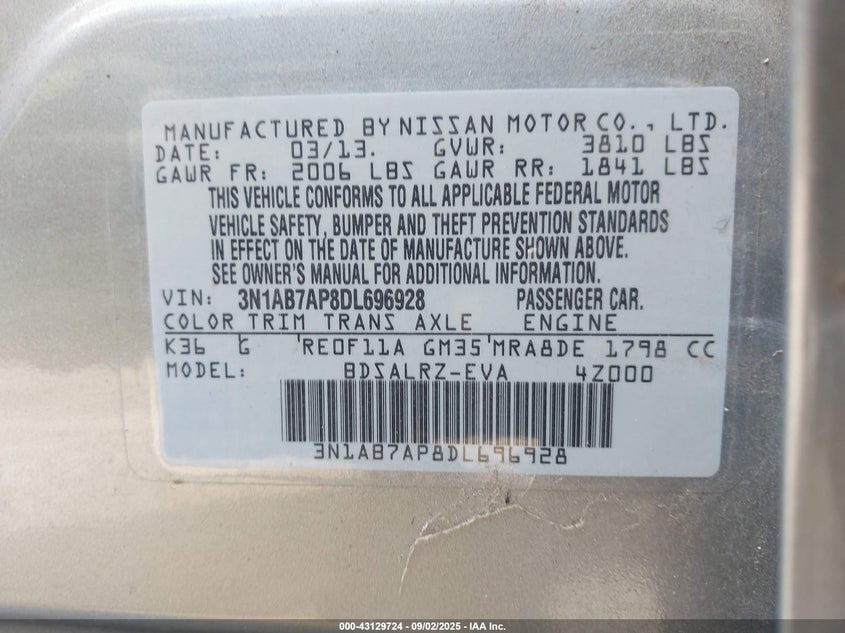 MANUFACTURED BY NISSAN MOTOR CO., LTD.
DATE: 03/13. GVWR: 3810 LBS
GAWR FR: 2006 LBS GAWR RR: 1841 LBS
THIS VEHICLE CONFORMS TO ALL APPLICABLE FEDERAL MOTOR
VEHICLE SAFETY, BUMPER AND THEFT PREVENTION STANDARDS
IN EFFECT ON THE DATE OF MANUFACTURE SHOWN ABOVE.
SEE OWNER'S MANUAL FOR ADDITIONAL INFORMATION.
VIN: 3N1AB7AP8DL696928 PASSENGER CAR.
COLOR TRIM TRANS AXLE ENGINE
K36 G 'RE0F11A GM35'MRA8DE 1798 CC
MODEL: BDSALRZ-EVA 4Z000
3N1AB7AP8DL696928
000-43129724 - 09/02/2025 - IAA Inc.